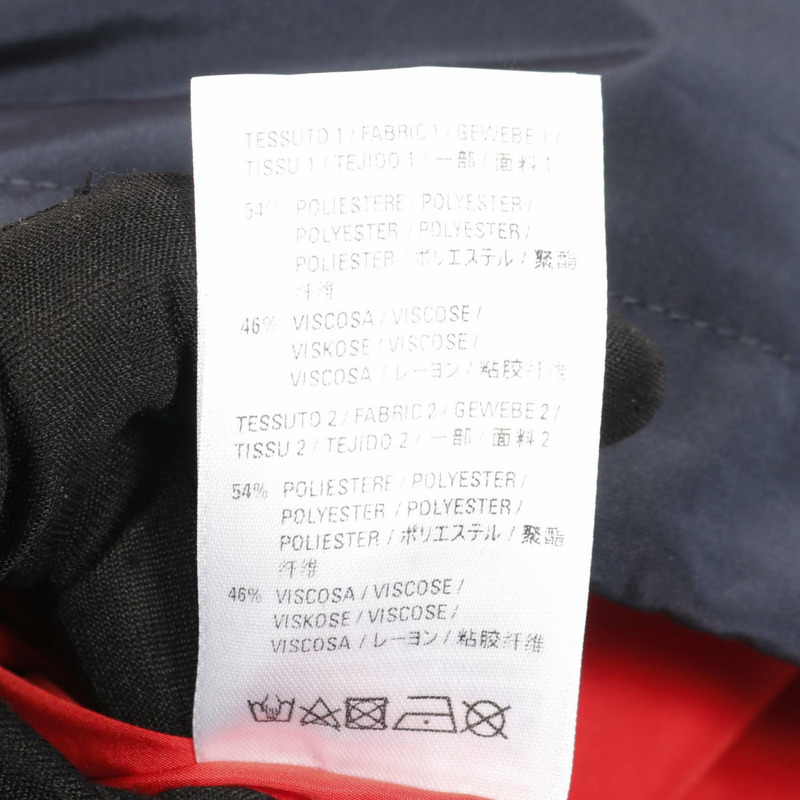 TESSUTO 1 / FABRIC 1 / GEWEBE 1 /
TISSU 1 / TEJIDO 1 / 一部 / 面料 1
54% POLIESTERE / POLYESTER /
POLYESTER / POLYESTER /
POLIESTER / ポリエステル / 聚酯
纤维
46% VISCOSA / VISCOSE /
VISKOSE / VISCOSE /
VISCOSA / レーヨン / 粘胶纤维
TESSUTO 2 / FABRIC 2 / GEWEBE 2 /
TISSU 2 / TEJIDO 2 / 一部 / 面料 2
54% POLIESTERE / POLYESTER /
POLYESTER / POLYESTER /
POLIESTER / ポリエステル / 聚酯
纤维
46% VISCOSA / VISCOSE /
VISKOSE / VISCOSE /
VISCOSA / レーヨン / 粘胶纤维